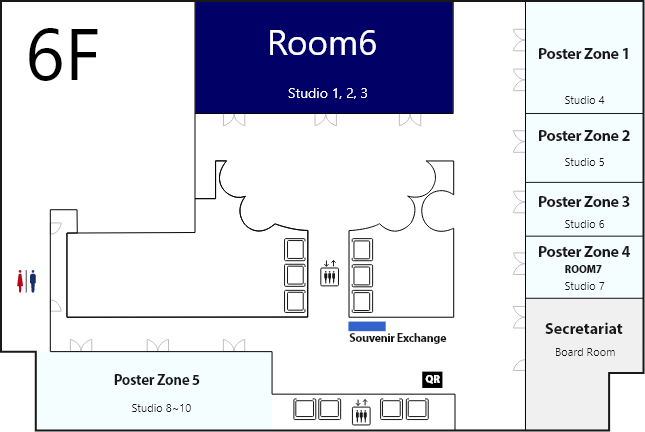 6F
Room6
Studio 1, 2, 3
Poster Zone 1
Studio 4
Poster Zone 2
Studio 5
Poster Zone 3
Studio 6
Poster Zone 4
ROOM7
Studio 7
Secretariat
Board Room
Souvenir Exchange
Poster Zone 5
Studio 8~10
QR